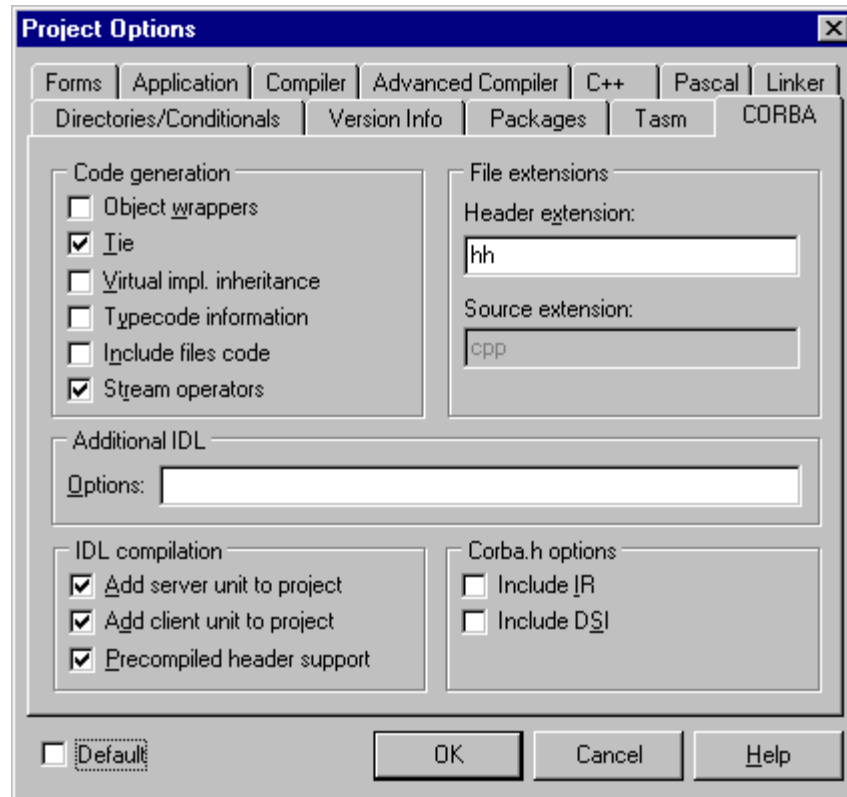 Project Options
Forms Application Compiler Advanced Compiler C++ Pascal Linker
Directories/Conditionals Version Info Packages Tasm CORBA
Code generation
Object wrappers
Tie
Virtual impl. inheritance
Typecode information
Include files code
Stream operators
File extensions
Header extension:
hh
Source extension:
cpp
Additional IDL
Options:
IDL compilation
Add server unit to project
Add client unit to project
Precompiled header support
Corba.h options
Include IR
Include DSI
Default OK Cancel Help